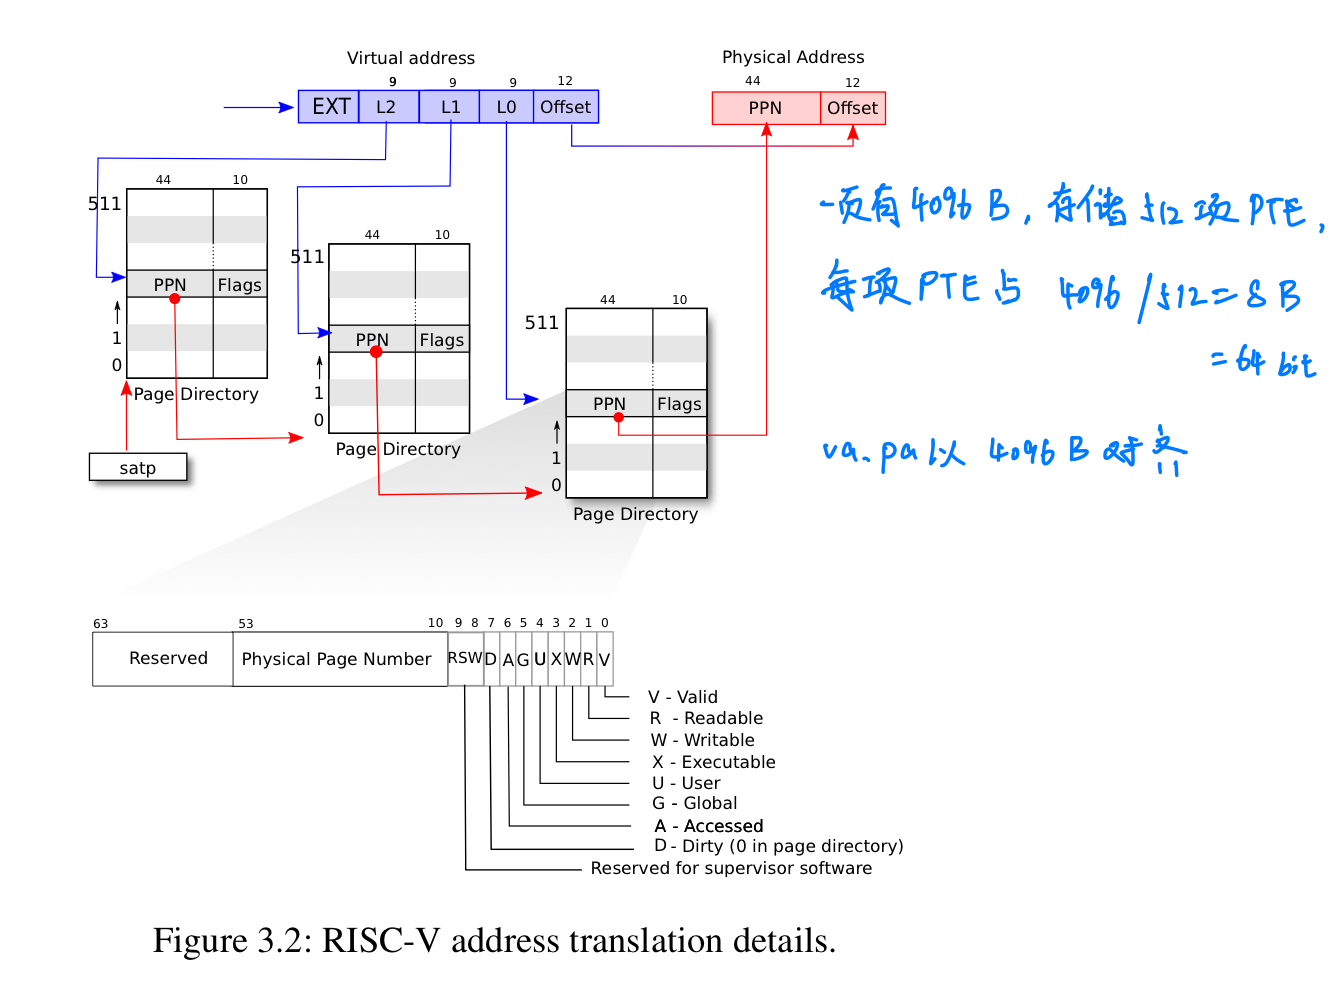 Virtual address
Physical Address
9 9 9 12
44 12
EXT L2 L1 L0 Offset
PPN Offset
44 10
511
PPN Flags
1
0
Page Directory
satp
44 10
511
PPN Flags
1
0
Page Directory
44 10
511
PPN Flags
1
0
Page Directory
一页有 4096 B, 存储 512 项 PTE,
每项 PTE 占 4096 / 512 = 8 B
= 64 bit
va、pa 以 4096 B 对齐
63 53 10 9 8 7 6 5 4 3 2 1 0
Reserved Physical Page Number RSW D A G U X W R V
V - Valid
R - Readable
W - Writable
X - Executable
U - User
G - Global
A - Accessed
D - Dirty (0 in page directory)
Reserved for supervisor software
Figure 3.2: RISC-V address translation details.